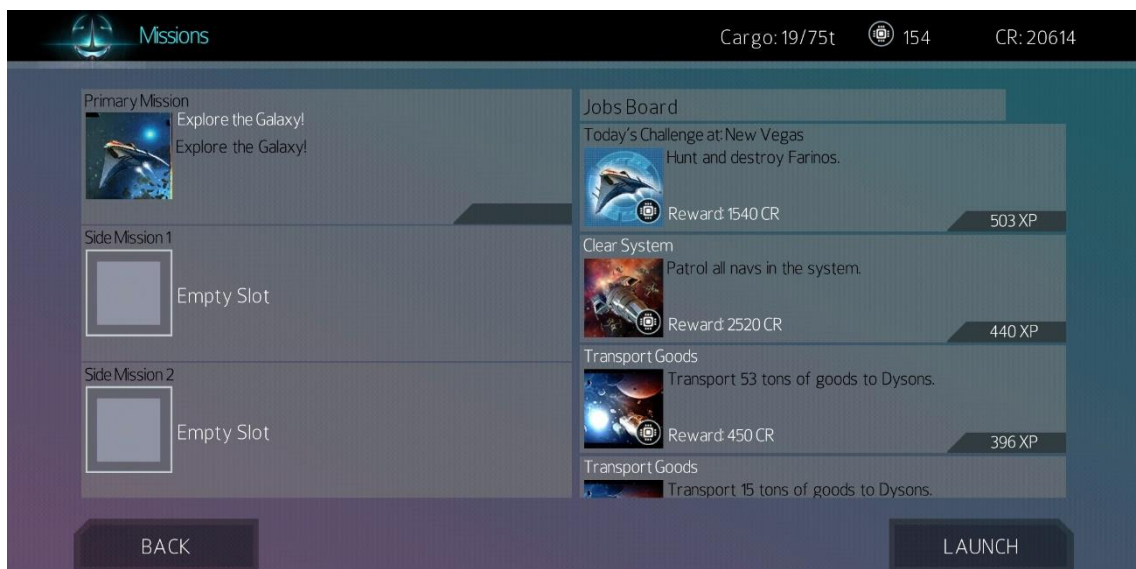 Missions
Cargo: 19/75t
154
CR: 20614
Primary Mission
Explore the Galaxy!
Explore the Galaxy!
Side Mission 1
Empty Slot
Side Mission 2
Empty Slot
Jobs Board
Today's Challenge at: New Vegas
Hunt and destroy Farinos.
Reward: 1540 CR
503 XP
Clear System
Patrol all navs in the system.
Reward: 2520 CR
440 XP
Transport Goods
Transport 53 tons of goods to Dysons.
Reward: 450 CR
396 XP
Transport Goods
Transport 15 tons of goods to Dysons.
BACK
LAUNCH